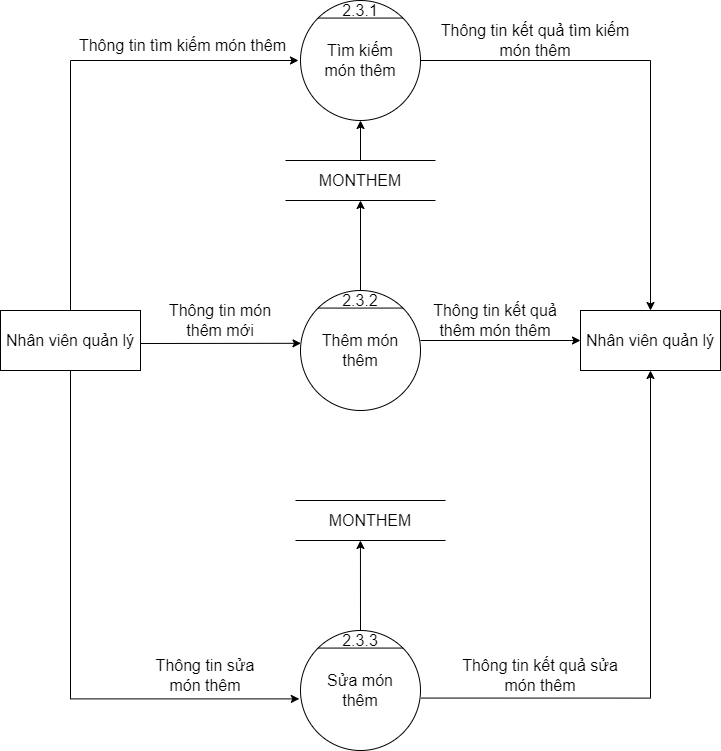 2.3.1
Thông tin tìm kiếm món thêm
Tìm kiếm
món thêm
Thông tin kết quả tìm kiếm
món thêm
MONTHEM
2.3.2
Nhân viên quản lý
Thông tin món
thêm mới
Thêm món
thêm
Thông tin kết quả
thêm món thêm
Nhân viên quản lý
MONTHEM
2.3.3
Thông tin sửa
món thêm
Sửa món
thêm
Thông tin kết quả sửa
món thêm